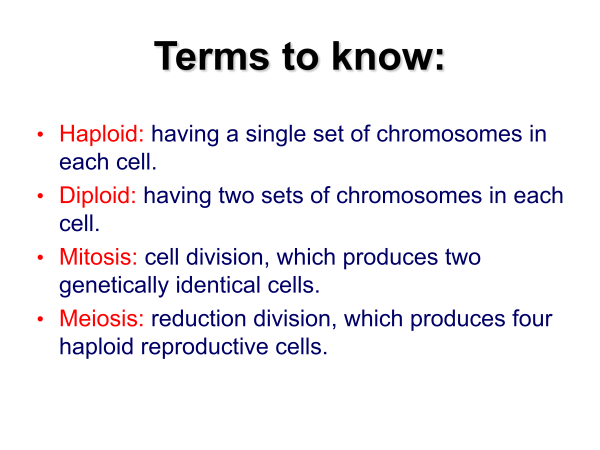 Terms to know:
• Haploid: having a single set of chromosomes in
each cell.
• Diploid: having two sets of chromosomes in each
cell.
• Mitosis: cell division, which produces two
genetically identical cells.
• Meiosis: reduction division, which produces four
haploid reproductive cells.